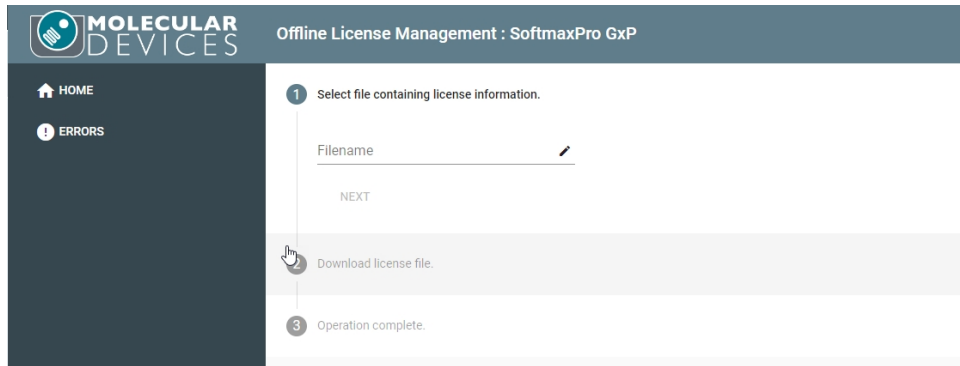 MOLECULAR
DEVICES
Offline License Management : SoftmaxPro GxP
HOME
ERRORS
1 Select file containing license information.
Filename
NEXT
2 Download license file.
3 Operation complete.